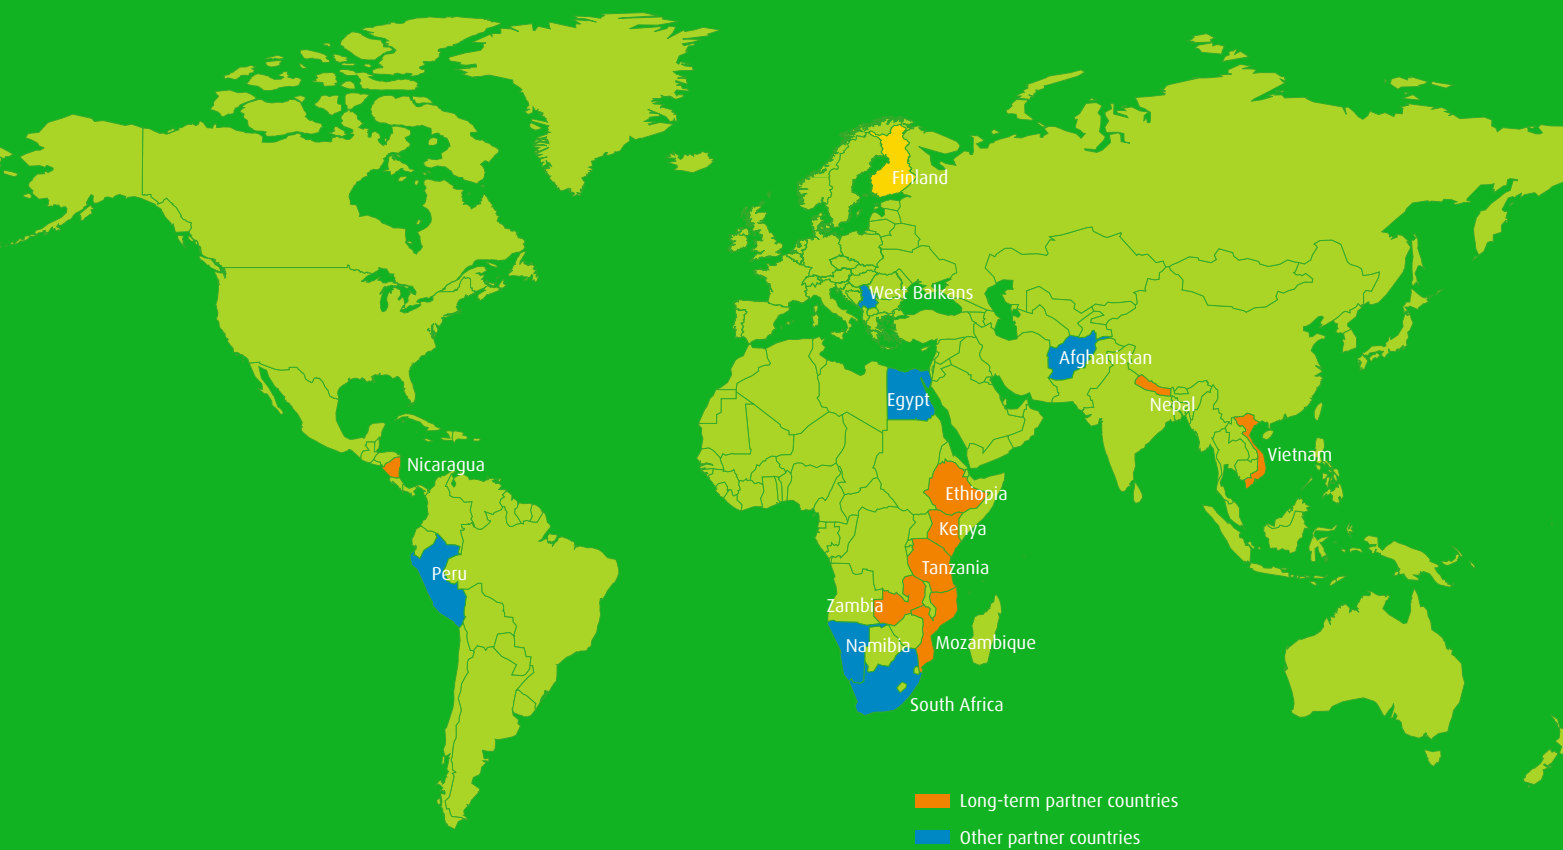 Finland
West Balkans
Afghanistan
Egypt
Nepal
Vietnam
Nicaragua
Ethiopia
Kenya
Tanzania
Peru
Zambia
Namibia
Mozambique
South Africa
Long-term partner countries
Other partner countries